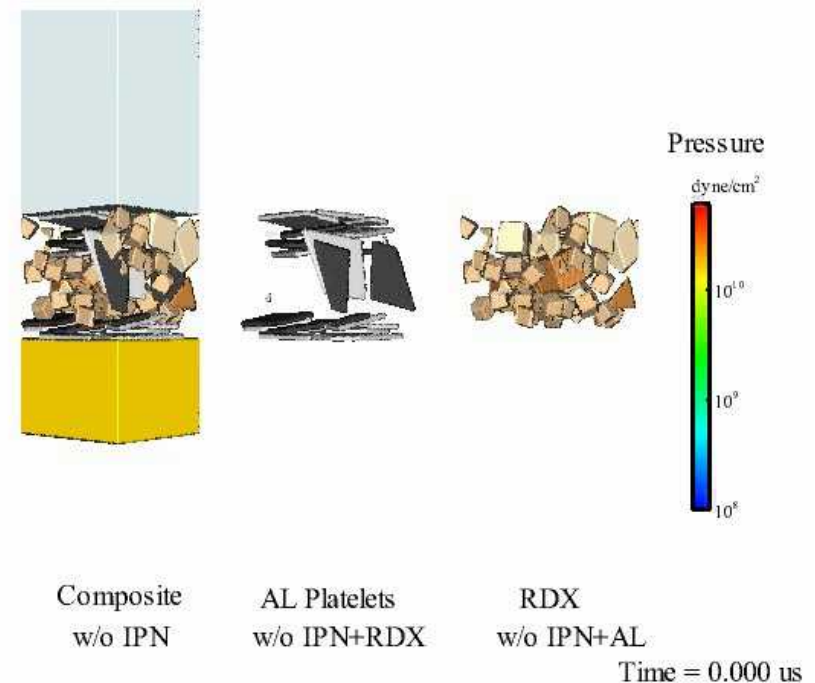 Pressure
dyne/cm²
10¹⁰
10⁹
10⁸
Composite
w/o IPN
AL Platelets
w/o IPN+RDX
RDX
w/o IPN+AL
Time = 0.000 us